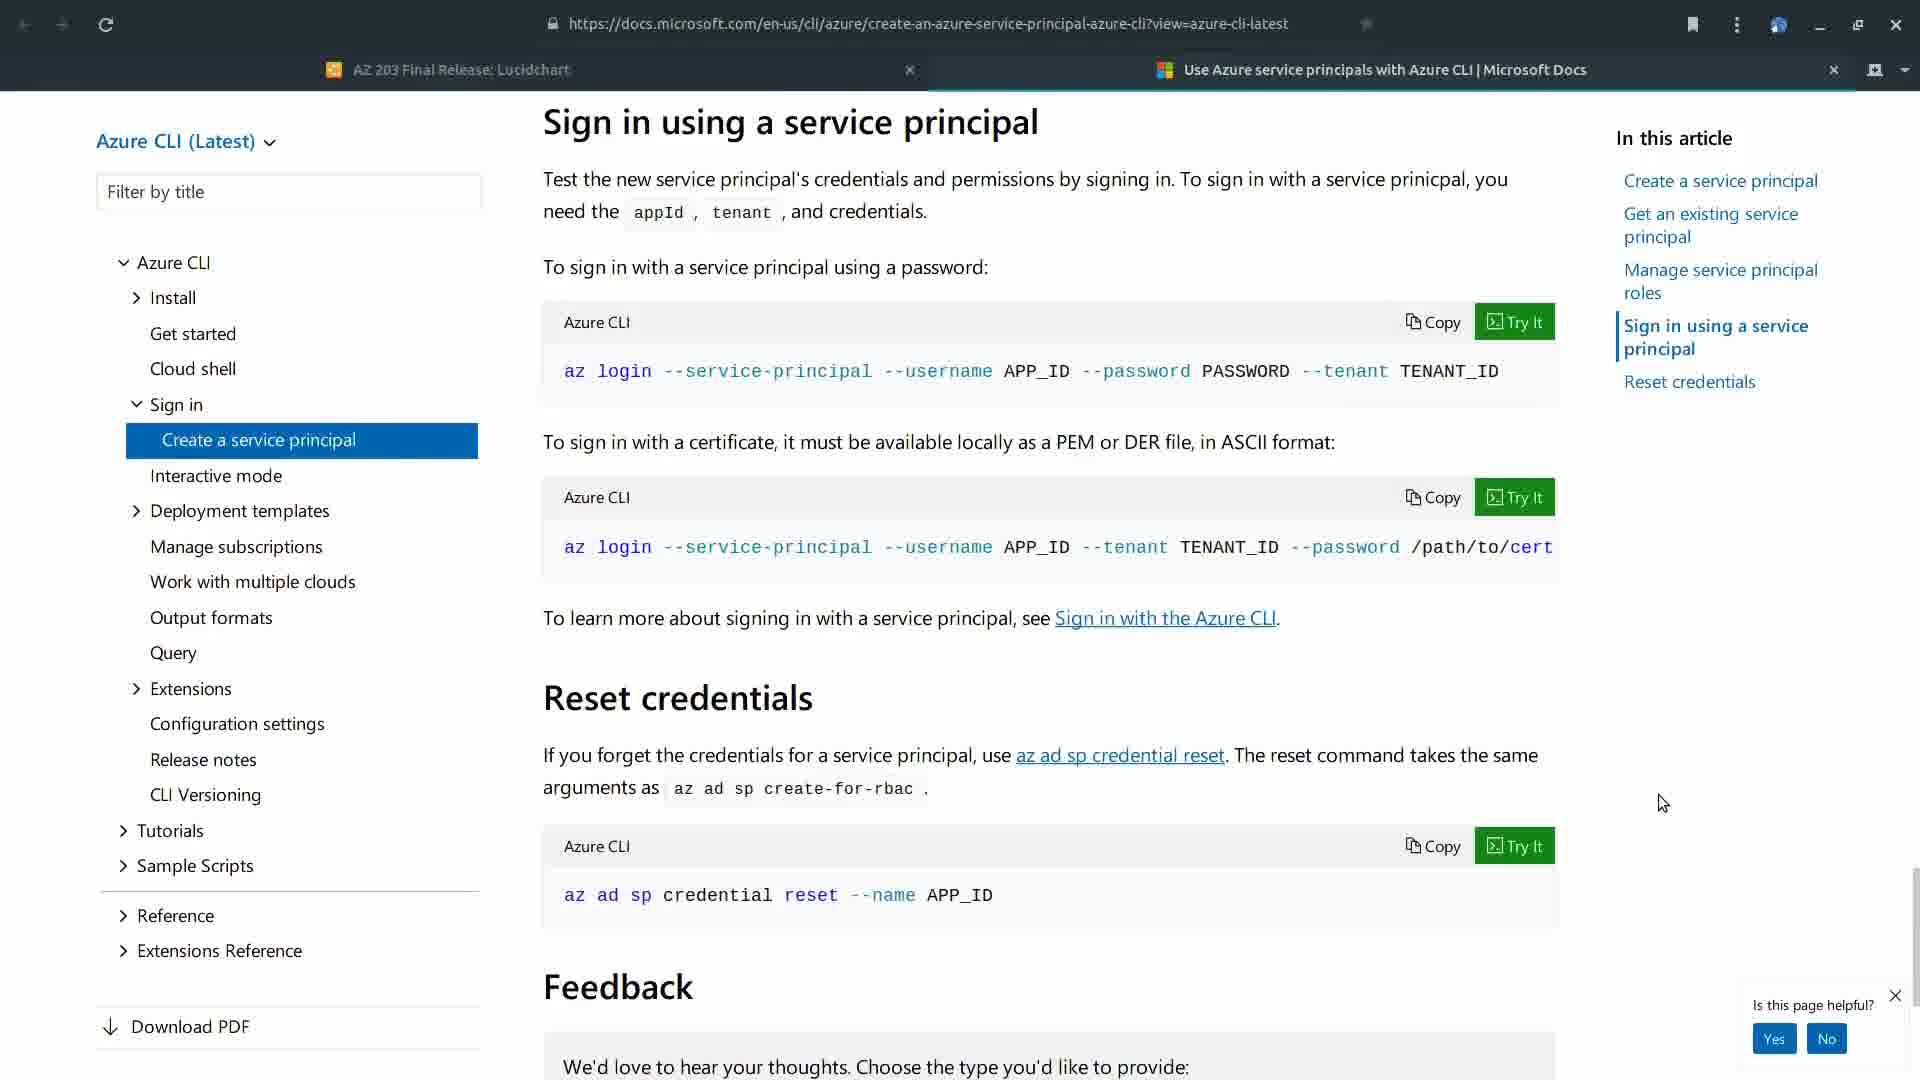 https://docs.microsoft.com/en-us/cli/azure/create-an-azure-service-principal-azure-cli?view=azure-cli-latest
AZ 203 Final Release: Lucidchart
Use Azure service principals with Azure CLI | Microsoft Docs
Azure CLI (Latest)
Filter by title
Azure CLI
Install
Get started
Cloud shell
Sign in
Create a service principal
Interactive mode
Deployment templates
Manage subscriptions
Work with multiple clouds
Output formats
Query
Extensions
Configuration settings
Release notes
CLI Versioning
Tutorials
Sample Scripts
Reference
Extensions Reference
Download PDF
Sign in using a service principal
Test the new service principal's credentials and permissions by signing in. To sign in with a service prinicpal, you
need the appId , tenant , and credentials.
To sign in with a service principal using a password:
Azure CLI Copy Try It
az login --service-principal --username APP_ID --password PASSWORD --tenant TENANT_ID
To sign in with a certificate, it must be available locally as a PEM or DER file, in ASCII format:
Azure CLI Copy Try It
az login --service-principal --username APP_ID --tenant TENANT_ID --password /path/to/cert
To learn more about signing in with a service principal, see Sign in with the Azure CLI.
Reset credentials
If you forget the credentials for a service principal, use az ad sp credential reset. The reset command takes the same
arguments as az ad sp create-for-rbac .
Azure CLI Copy Try It
az ad sp credential reset --name APP_ID
Feedback
We'd love to hear your thoughts. Choose the type you'd like to provide:
In this article
Create a service principal
Get an existing service
principal
Manage service principal
roles
Sign in using a service
principal
Reset credentials
Is this page helpful?
Yes No